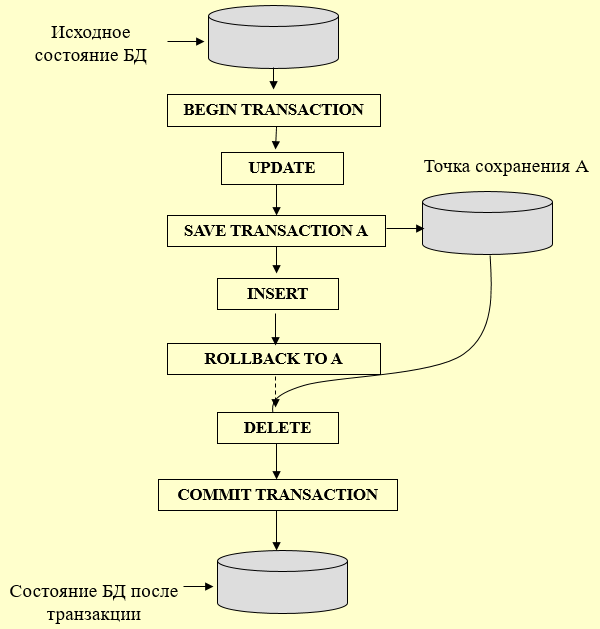 Исходное
состояние БД
BEGIN TRANSACTION
UPDATE
Точка сохранения А
SAVE TRANSACTION A
INSERT
ROLLBACK TO A
DELETE
COMMIT TRANSACTION
Состояние БД после
транзакции